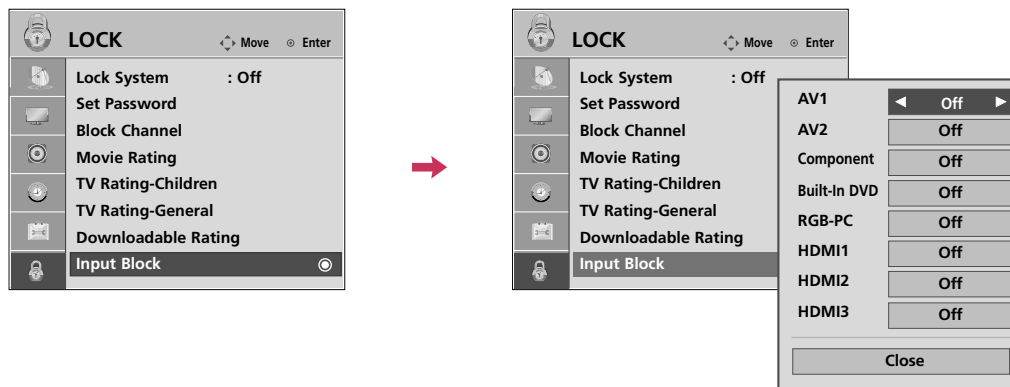 LOCK Move Enter
Lock System : Off
Set Password
Block Channel
Movie Rating
TV Rating-Children
TV Rating-General
Downloadable Rating
Input Block
LOCK Move Enter
Lock System : Off
Set Password
Block Channel
Movie Rating
TV Rating-Children
TV Rating-General
Downloadable Rating
Input Block
AV1 ◀ Off ▶
AV2 Off
Component Off
Built-In DVD Off
RGB-PC Off
HDMI1 Off
HDMI2 Off
HDMI3 Off
Close